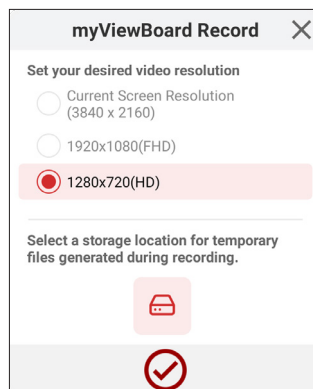 myViewBoard Record
Set your desired video resolution
Current Screen Resolution
(3840 x 2160)
1920x1080(FHD)
1280x720(HD)
Select a storage location for temporary
files generated during recording.